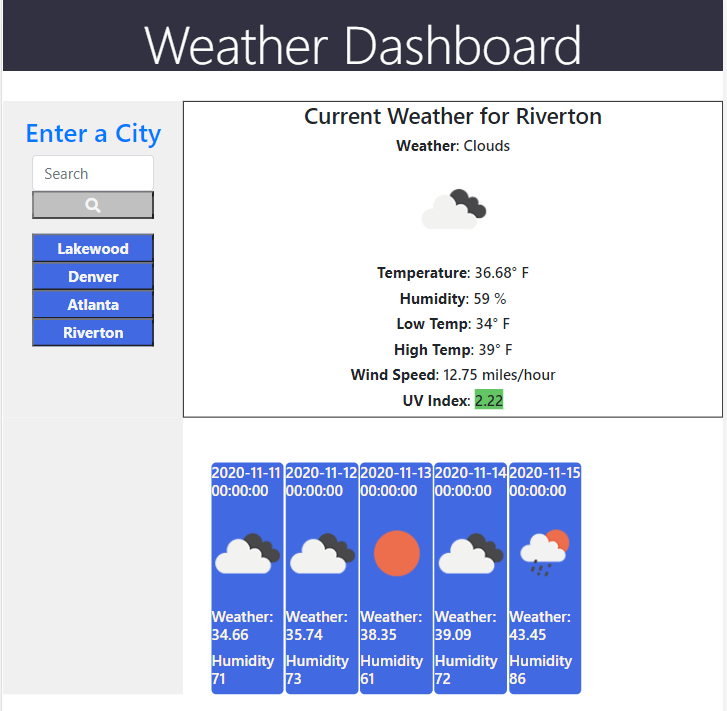 Weather Dashboard
Enter a City
Search
Lakewood
Denver
Atlanta
Riverton
Current Weather for Riverton
Weather: Clouds
Temperature: 36.68° F
Humidity: 59 %
Low Temp: 34° F
High Temp: 39° F
Wind Speed: 12.75 miles/hour
UV Index: 2.22
2020-11-11
00:00:00
Weather:
34.66
Humidity
71
2020-11-12
00:00:00
Weather:
35.74
Humidity
73
2020-11-13
00:00:00
Weather:
38.35
Humidity
61
2020-11-14
00:00:00
Weather:
39.09
Humidity
72
2020-11-15
00:00:00
Weather:
43.45
Humidity
86